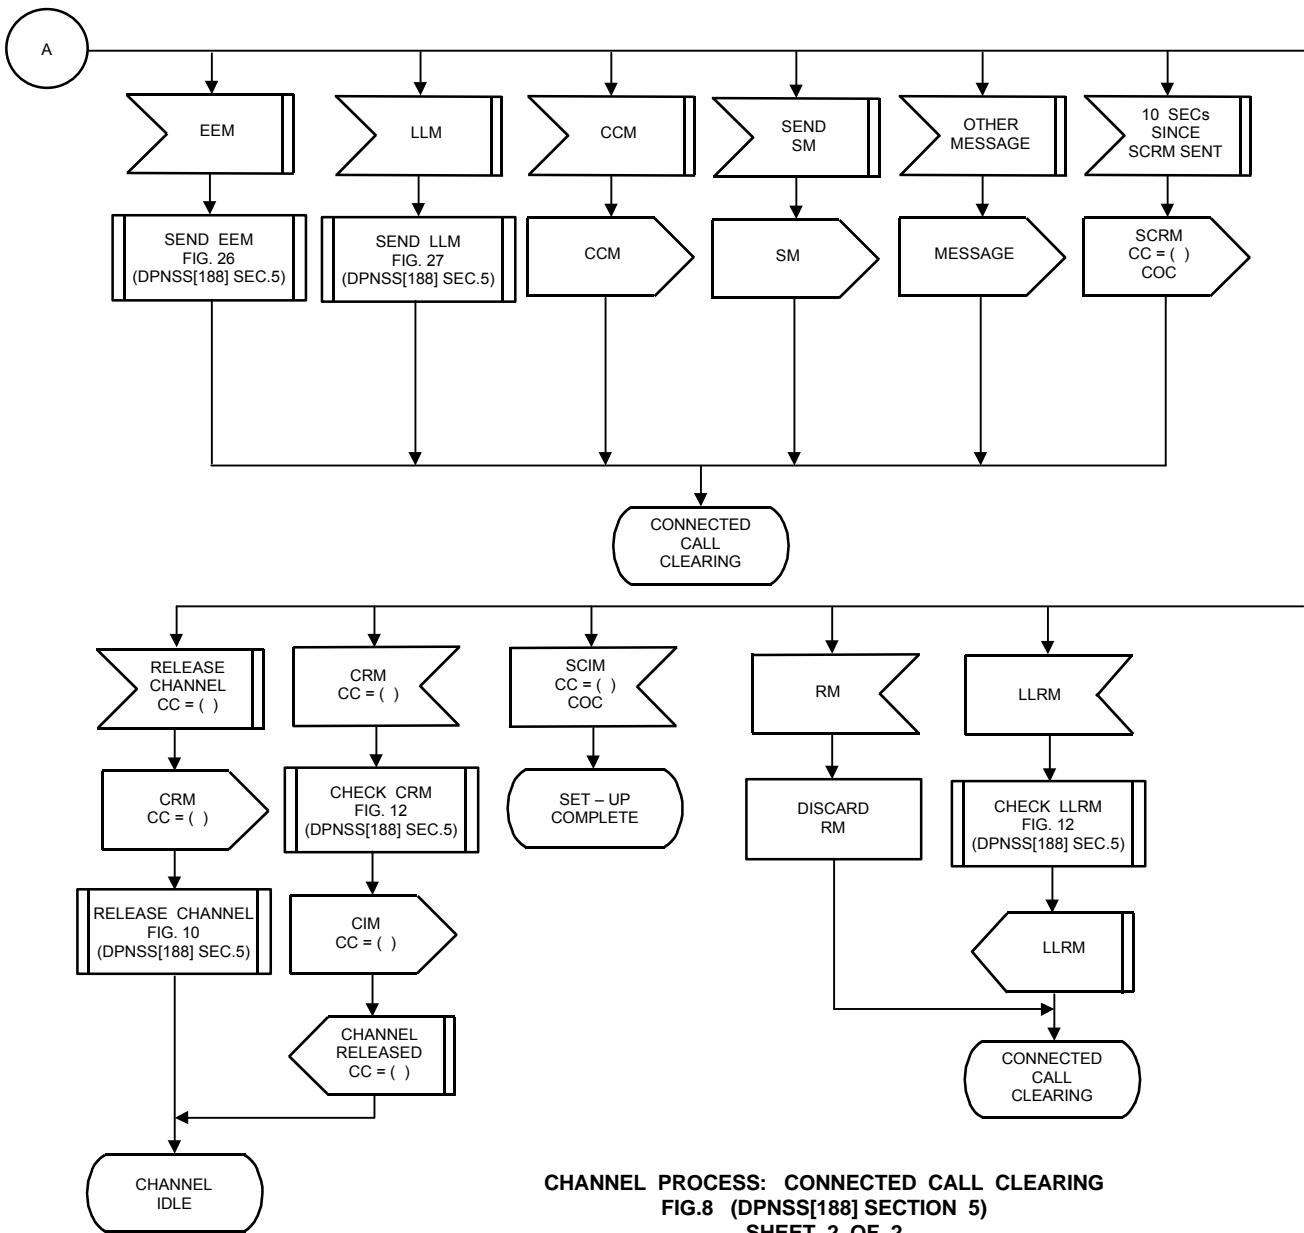 A
EEM
LLM
CCM
SEND
SM
OTHER
MESSAGE
10 SECs
SINCE
SCRM SENT
SEND EEM
FIG. 26
(DPNSS[188] SEC.5)
SEND LLM
FIG. 27
(DPNSS[188] SEC.5)
CCM
SM
MESSAGE
SCRM
CC = ( )
COC
CONNECTED
CALL
CLEARING
RELEASE
CHANNEL
CC = ( )
CRM
CC = ( )
SCIM
CC = ( )
COC
RM
LLRM
CRM
CC = ( )
CHECK CRM
FIG. 12
(DPNSS[188] SEC.5)
SET – UP
COMPLETE
DISCARD
RM
CHECK LLRM
FIG. 12
(DPNSS[188] SEC.5)
RELEASE CHANNEL
FIG. 10
(DPNSS[188] SEC.5)
CIM
CC = ( )
LLRM
CHANNEL
RELEASED
CC = ( )
CONNECTED
CALL
CLEARING
CHANNEL
IDLE
CHANNEL PROCESS: CONNECTED CALL CLEARING
FIG.8 (DPNSS[188] SECTION 5)
SHEET 2 OF 2